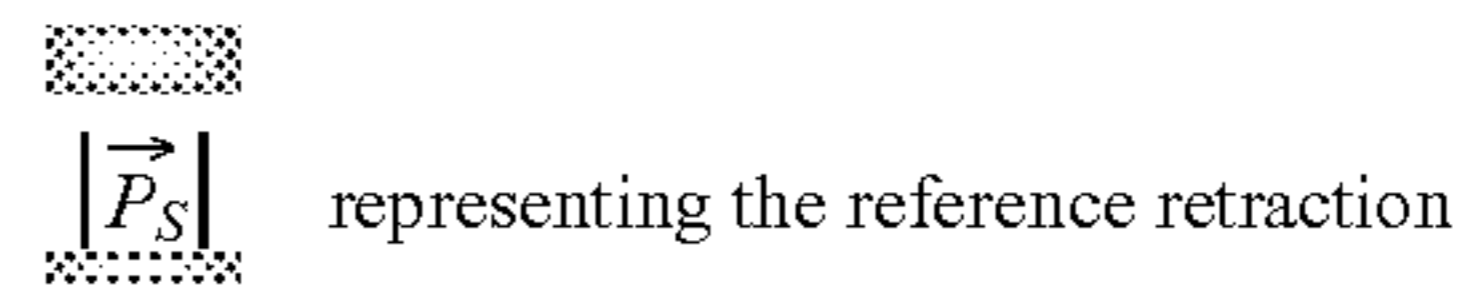 |P⃗_S| representing the reference retraction